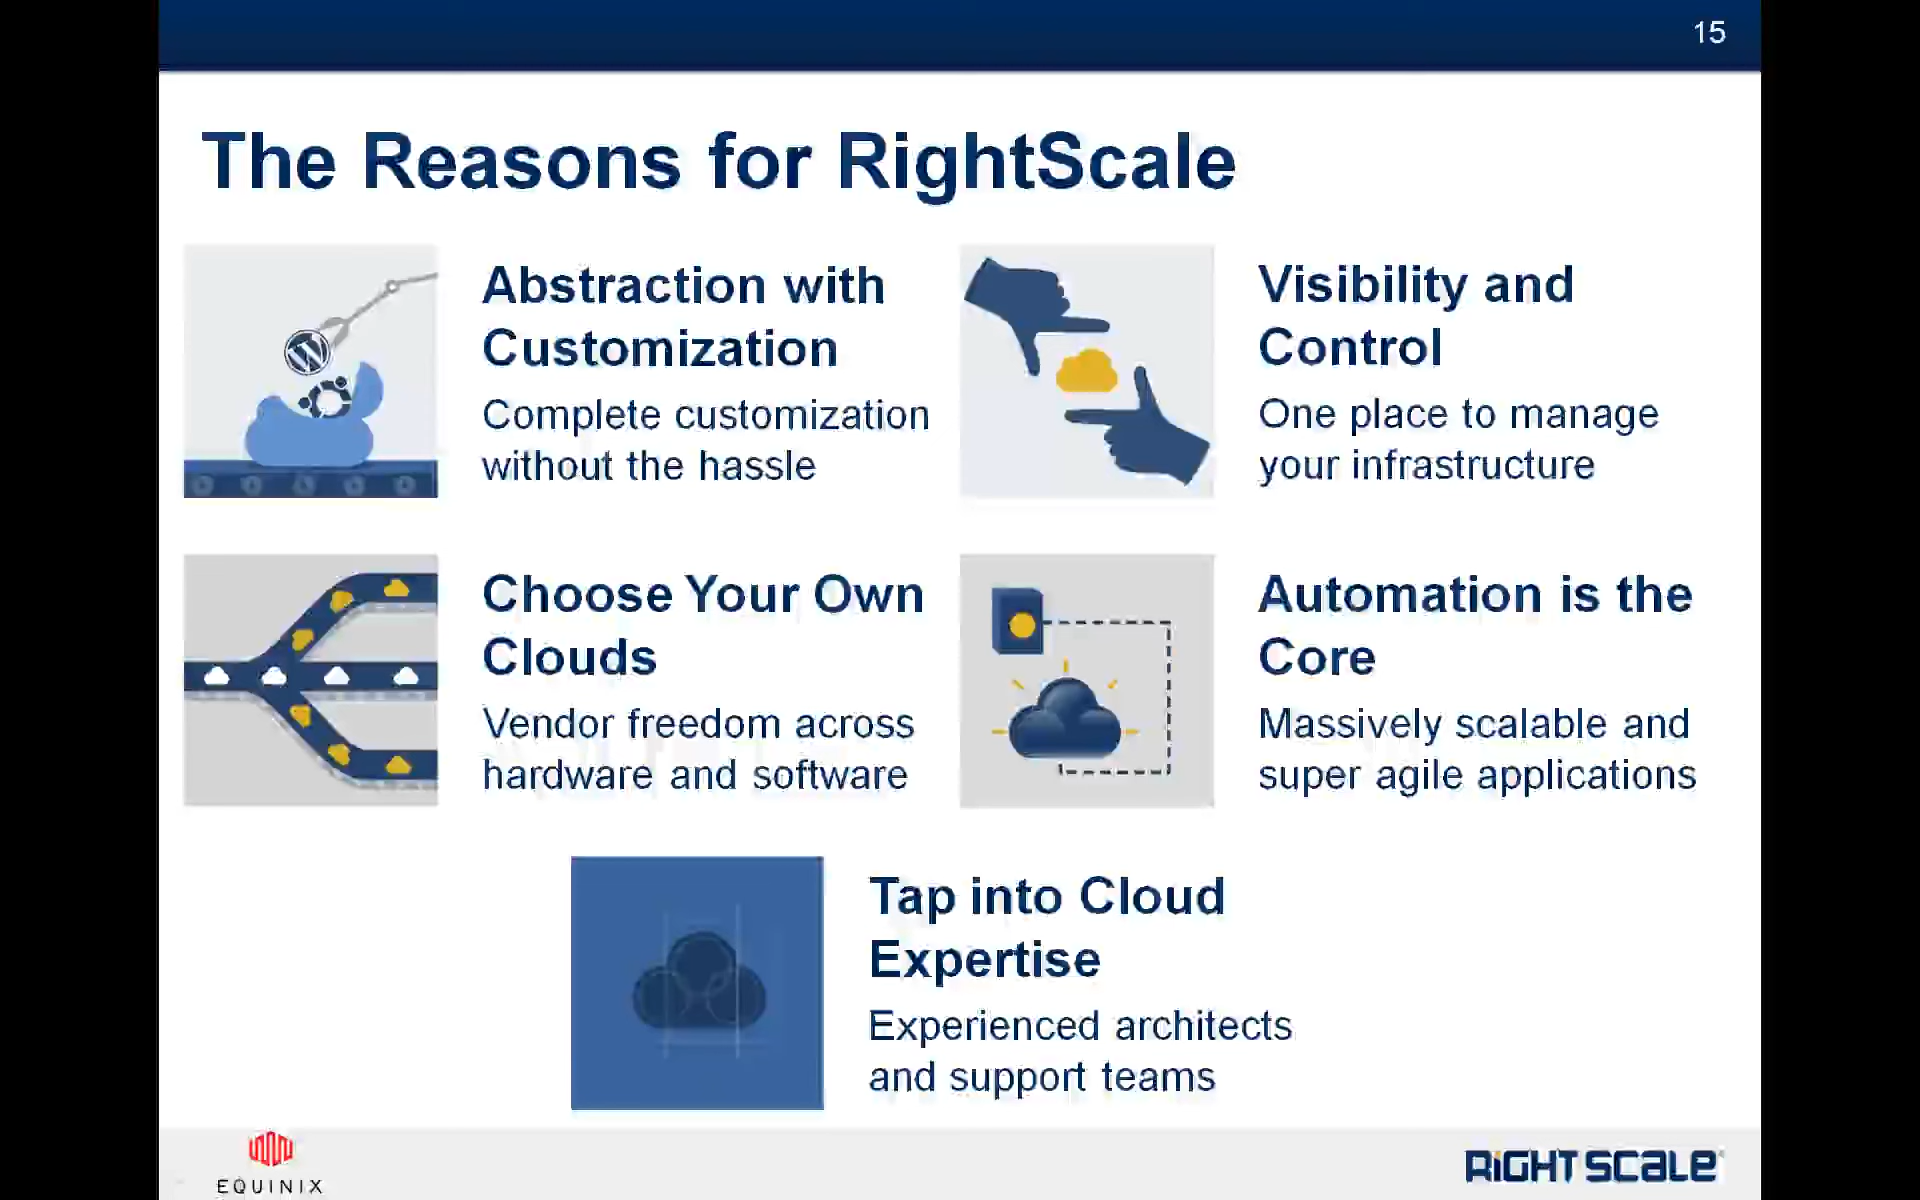 15
The Reasons for RightScale
Abstraction with
Customization
Complete customization
without the hassle
Visibility and
Control
One place to manage
your infrastructure
Choose Your Own
Clouds
Vendor freedom across
hardware and software
Automation is the
Core
Massively scalable and
super agile applications
Tap into Cloud
Expertise
Experienced architects
and support teams
EQUINIX
RIGHTSCALE